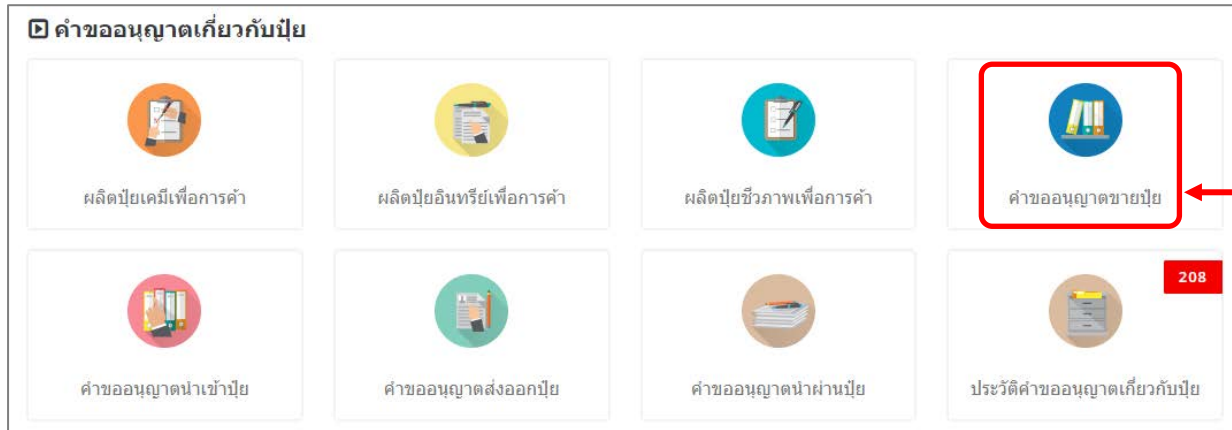 คำขออนุญาตเกี่ยวกับปุ๋ย
ผลิตปุ๋ยเคมีเพื่อการค้า
ผลิตปุ๋ยอินทรีย์เพื่อการค้า
ผลิตปุ๋ยชีวภาพเพื่อการค้า
คำขออนุญาตขายปุ๋ย
208
คำขออนุญาตนำเข้าปุ๋ย
คำขออนุญาตส่งออกปุ๋ย
คำขออนุญาตนำผ่านปุ๋ย
ประวัติคำขออนุญาตเกี่ยวกับปุ๋ย